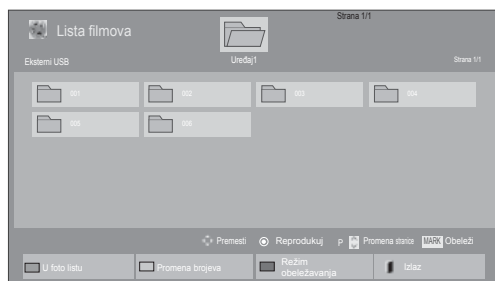 Strana 1/1
Lista filmova
Eksterni USB
Uređaj1
Strana 1/1
001
002
003
004
005
006
Premesti
Reprodukuj
P Promena stanice
MARK Obeleži
U foto listu
Promena brojeva
Režim
obeležavanja
Izlaz